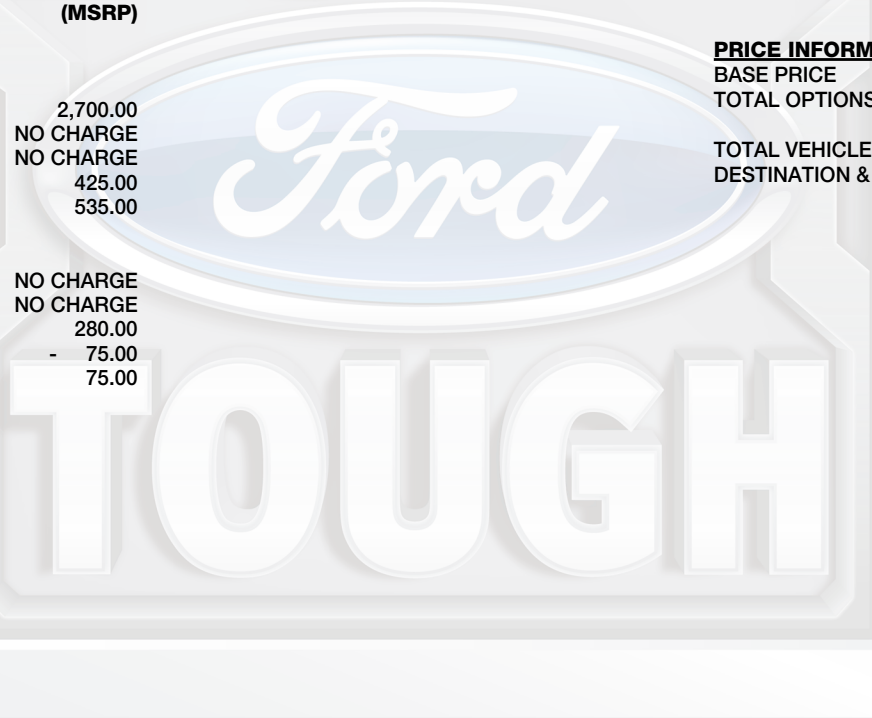 (MSRP)
2,700.00
NO CHARGE
NO CHARGE
425.00
535.00
NO CHARGE
NO CHARGE
280.00
- 75.00
75.00
PRICE INFORM
BASE PRICE
TOTAL OPTIONS
TOTAL VEHICLE
DESTINATION &
Ford
TOUGH